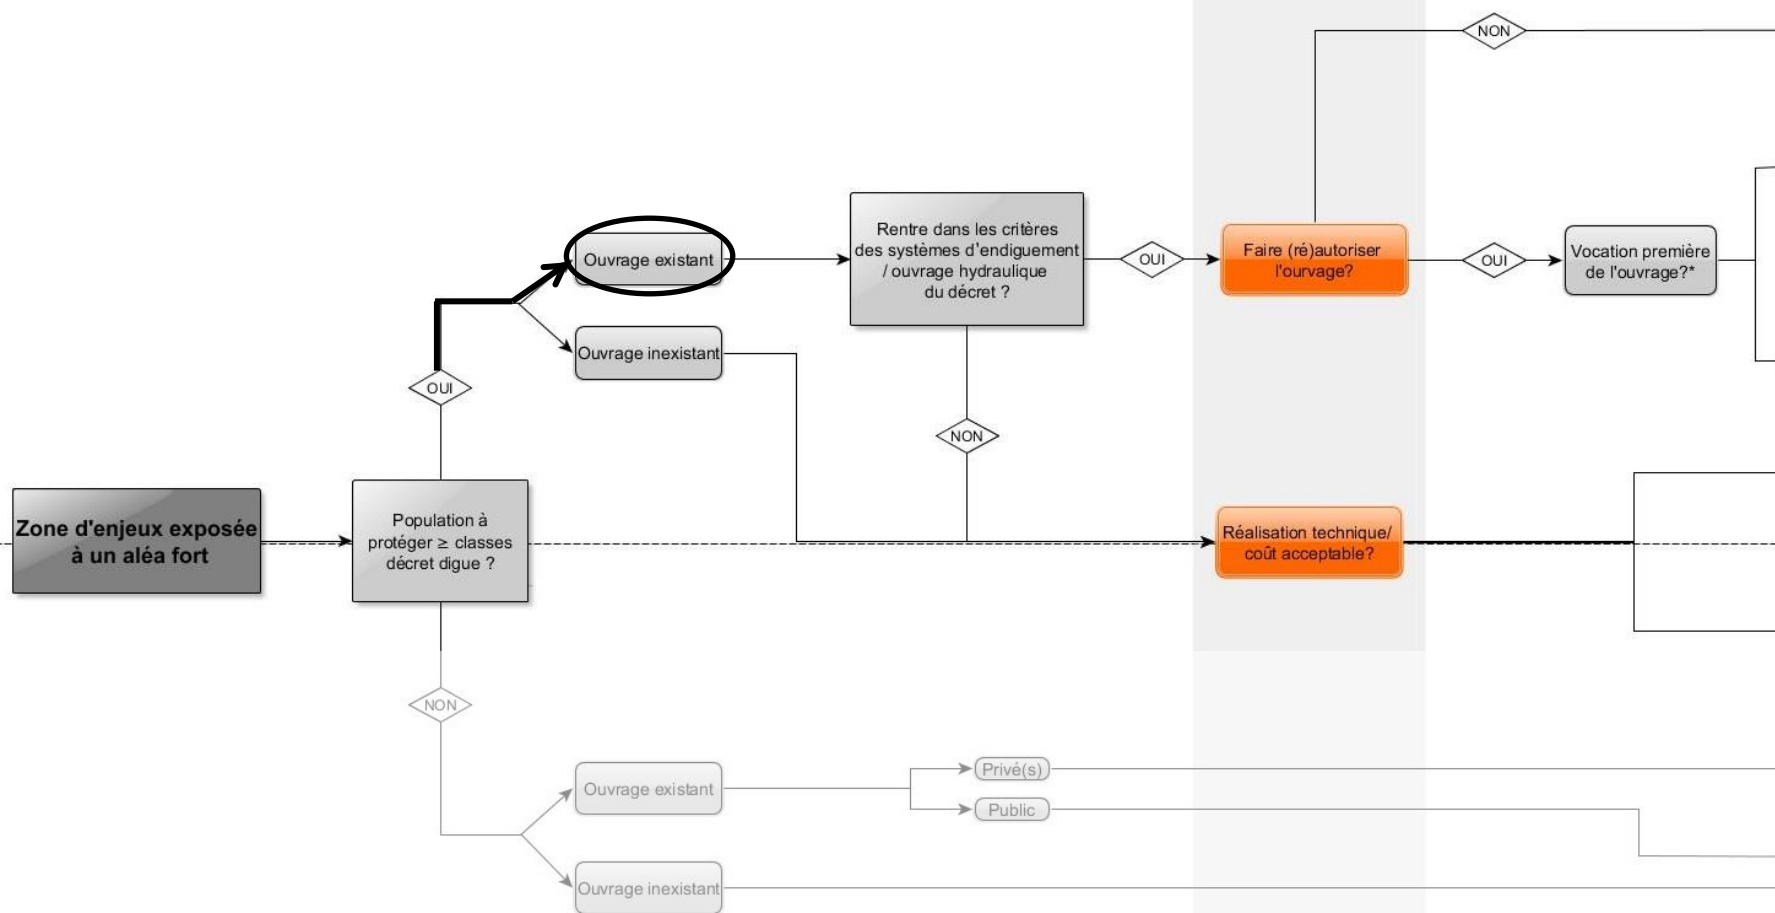 NON
Ouvrage existant
Rentre dans les critères
des systèmes d'endiguement
/ ouvrage hydraulique
du décret ?
OUI
Faire (ré)autoriser
l'ourvage?
OUI
Vocation première
de l'ouvrage?*
Ouvrage inexistant
OUI
NON
Zone d'enjeux exposée
à un aléa fort
Population à
protéger ≥ classes
décret digue ?
Réalisation technique/
coût acceptable?
NON
Ouvrage existant
Privé(s)
Public
Ouvrage inexistant